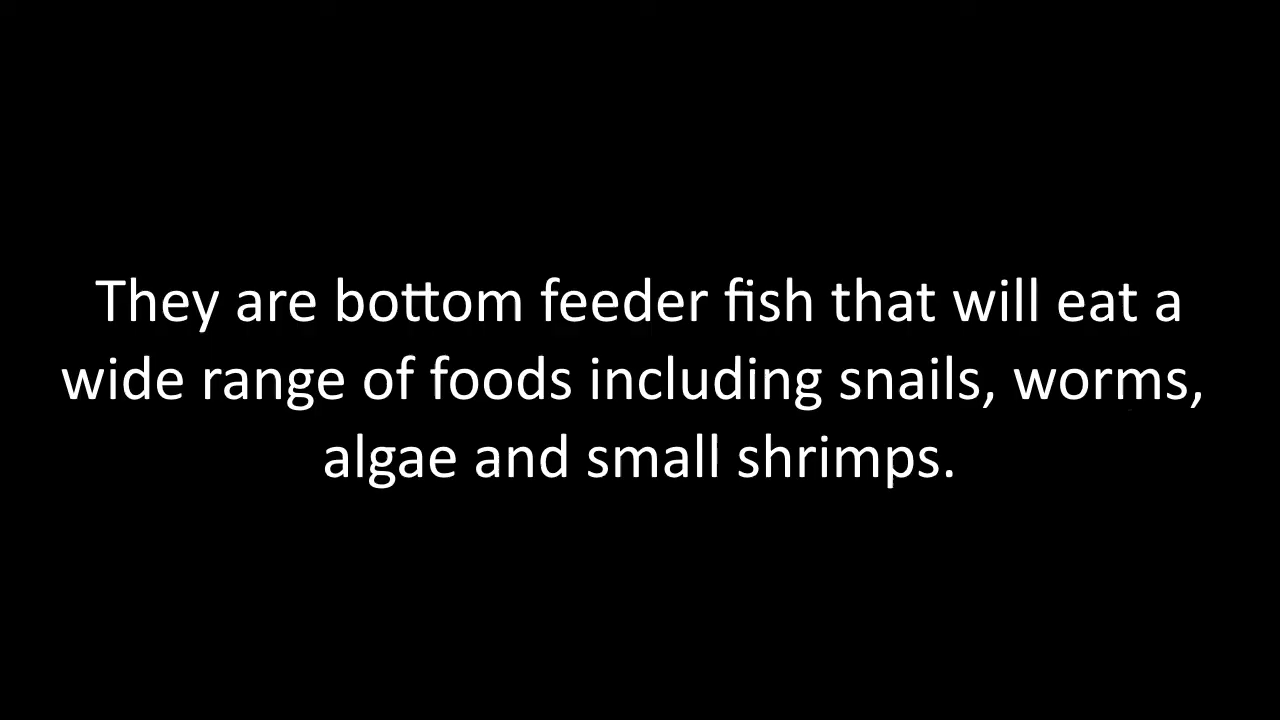 They are bottom feeder fish that will eat a
wide range of foods including snails, worms,
algae and small shrimps.